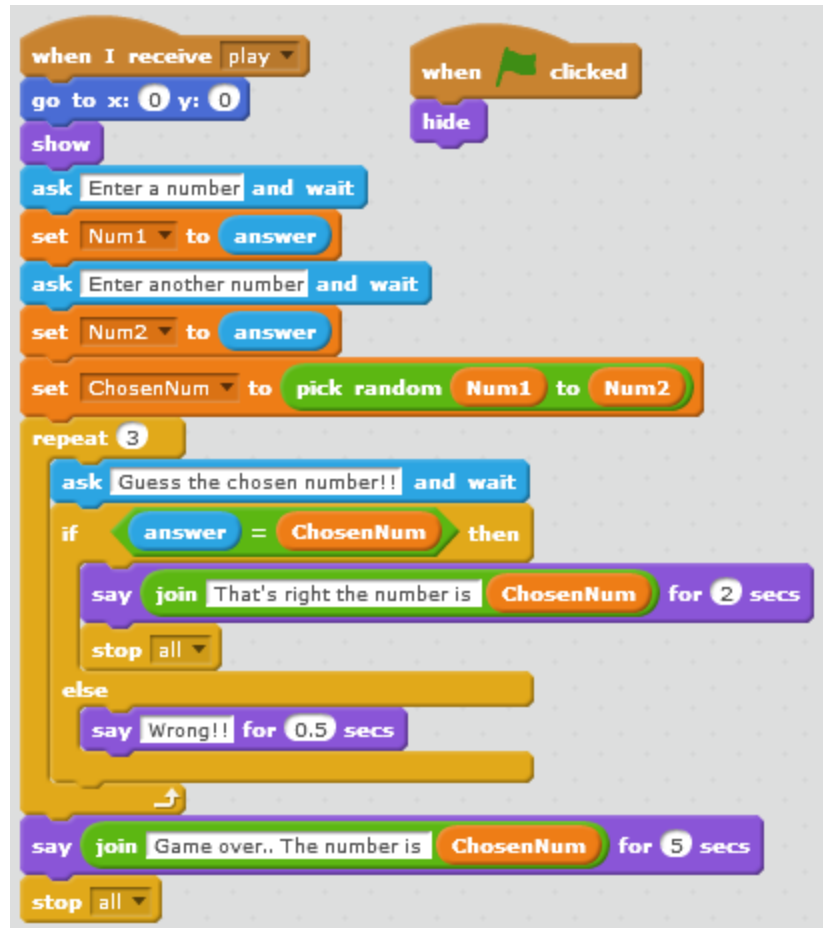 when I receive play
go to x: 0 y: 0
show
ask Enter a number and wait
set Num1 to answer
ask Enter another number and wait
set Num2 to answer
set ChosenNum to pick random Num1 to Num2
repeat 3
ask Guess the chosen number!! and wait
if answer = ChosenNum then
say join That's right the number is ChosenNum for 2 secs
stop all
else
say Wrong!! for 0.5 secs
say join Game over.. The number is ChosenNum for 5 secs
stop all
when clicked
hide